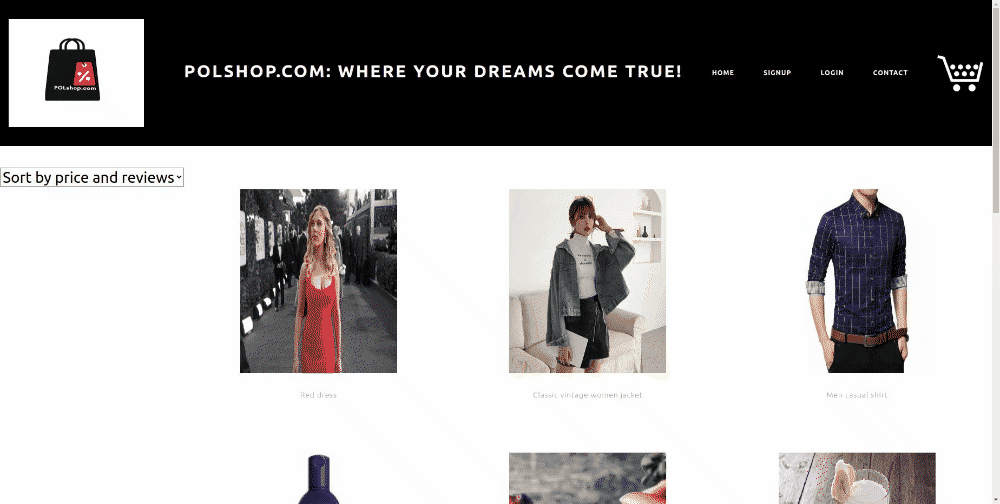 POLshop.com
POLSHOP.COM: WHERE YOUR DREAMS COME TRUE!
HOME
SIGNUP
LOGIN
CONTACT
Sort by price and reviews
Red dress
Classic vintage women jacket
Men casual shirt